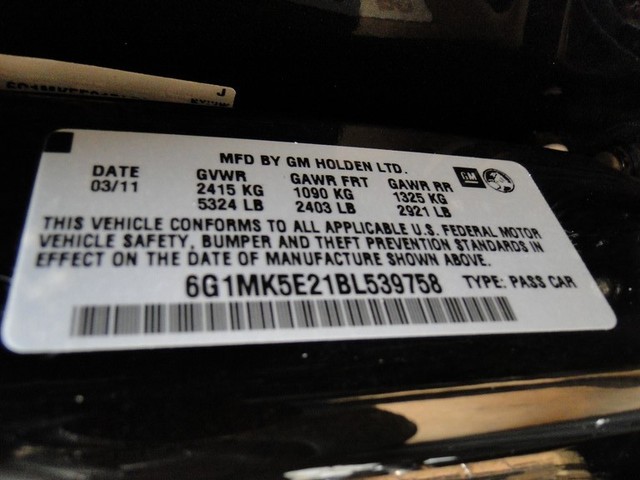 J
MFD BY GM HOLDEN LTD.
DATE GVWR GAWR FRT GAWR RR GM
03/11 2415 KG 1090 KG 1325 KG
5324 LB 2403 LB 2921 LB
THIS VEHICLE CONFORMS TO ALL APPLICABLE U.S. FEDERAL MOTOR
VEHICLE SAFETY, BUMPER AND THEFT PREVENTION STANDARDS IN
EFFECT ON THE DATE OF MANUFACTURE SHOWN ABOVE.
6G1MK5E21BL539758 TYPE: PASS CAR